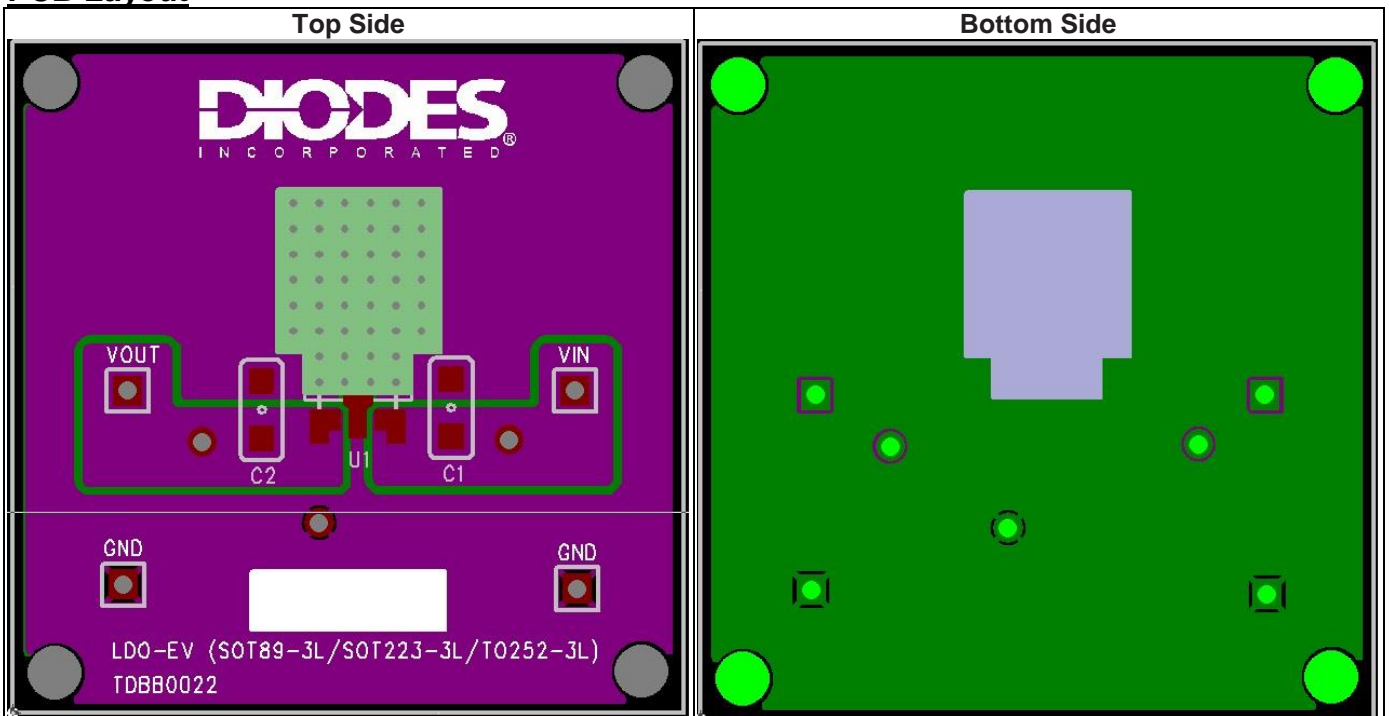 PCB Layout
Top Side
Bottom Side
DIODES®
INCORPORATED
VOUT
VIN
C2
U1
C1
GND
GND
LDO-EV (SOT89-3L/SOT223-3L/TO252-3L)
TDBB0022